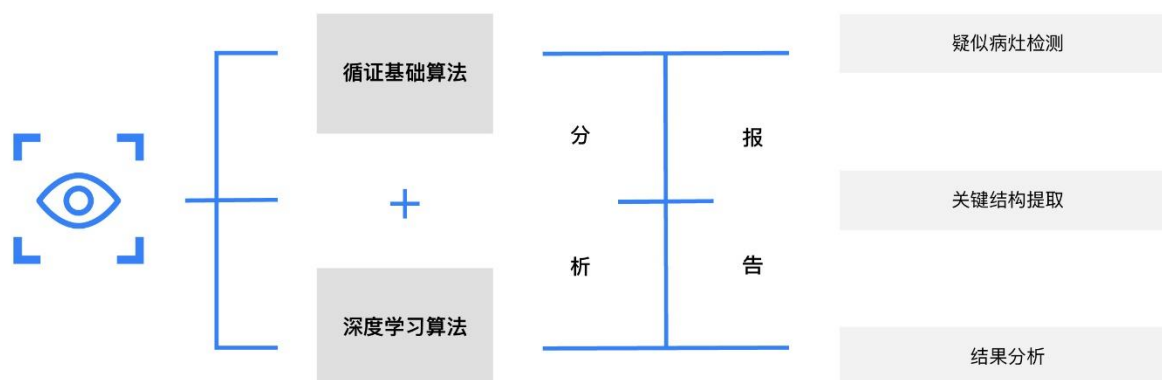 循证基础算法
+
深度学习算法
分析
报告
疑似病灶检测
关键结构提取
结果分析